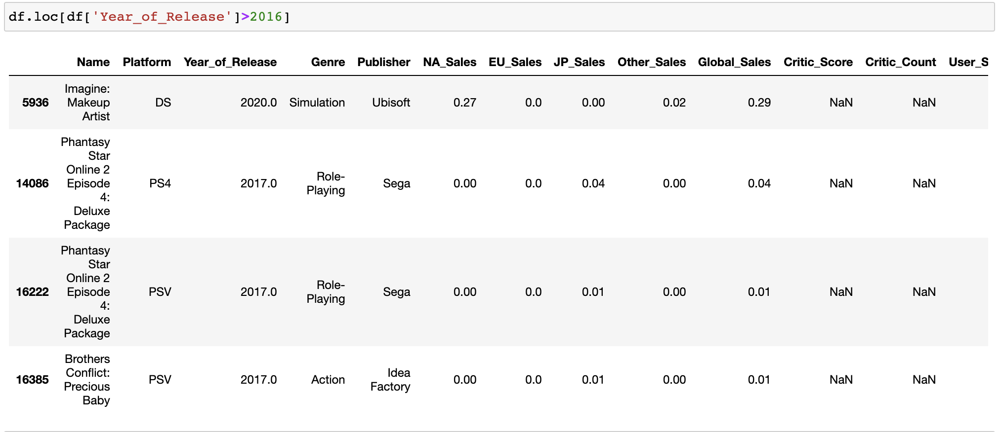 df.loc[df['Year_of_Release']>2016]
Name Platform Year_of_Release Genre Publisher NA_Sales EU_Sales JP_Sales Other_Sales Global_Sales Critic_Score Critic_Count User_S
5936 Imagine: Makeup Artist DS 2020.0 Simulation Ubisoft 0.27 0.0 0.00 0.02 0.29 NaN NaN
14086 Phantasy Star Online 2 Episode 4: Deluxe Package PS4 2017.0 Role-Playing Sega 0.00 0.0 0.04 0.00 0.04 NaN NaN
16222 Phantasy Star Online 2 Episode 4: Deluxe Package PSV 2017.0 Role-Playing Sega 0.00 0.0 0.01 0.00 0.01 NaN NaN
16385 Brothers Conflict: Precious Baby PSV 2017.0 Action Idea Factory 0.00 0.0 0.01 0.00 0.01 NaN NaN